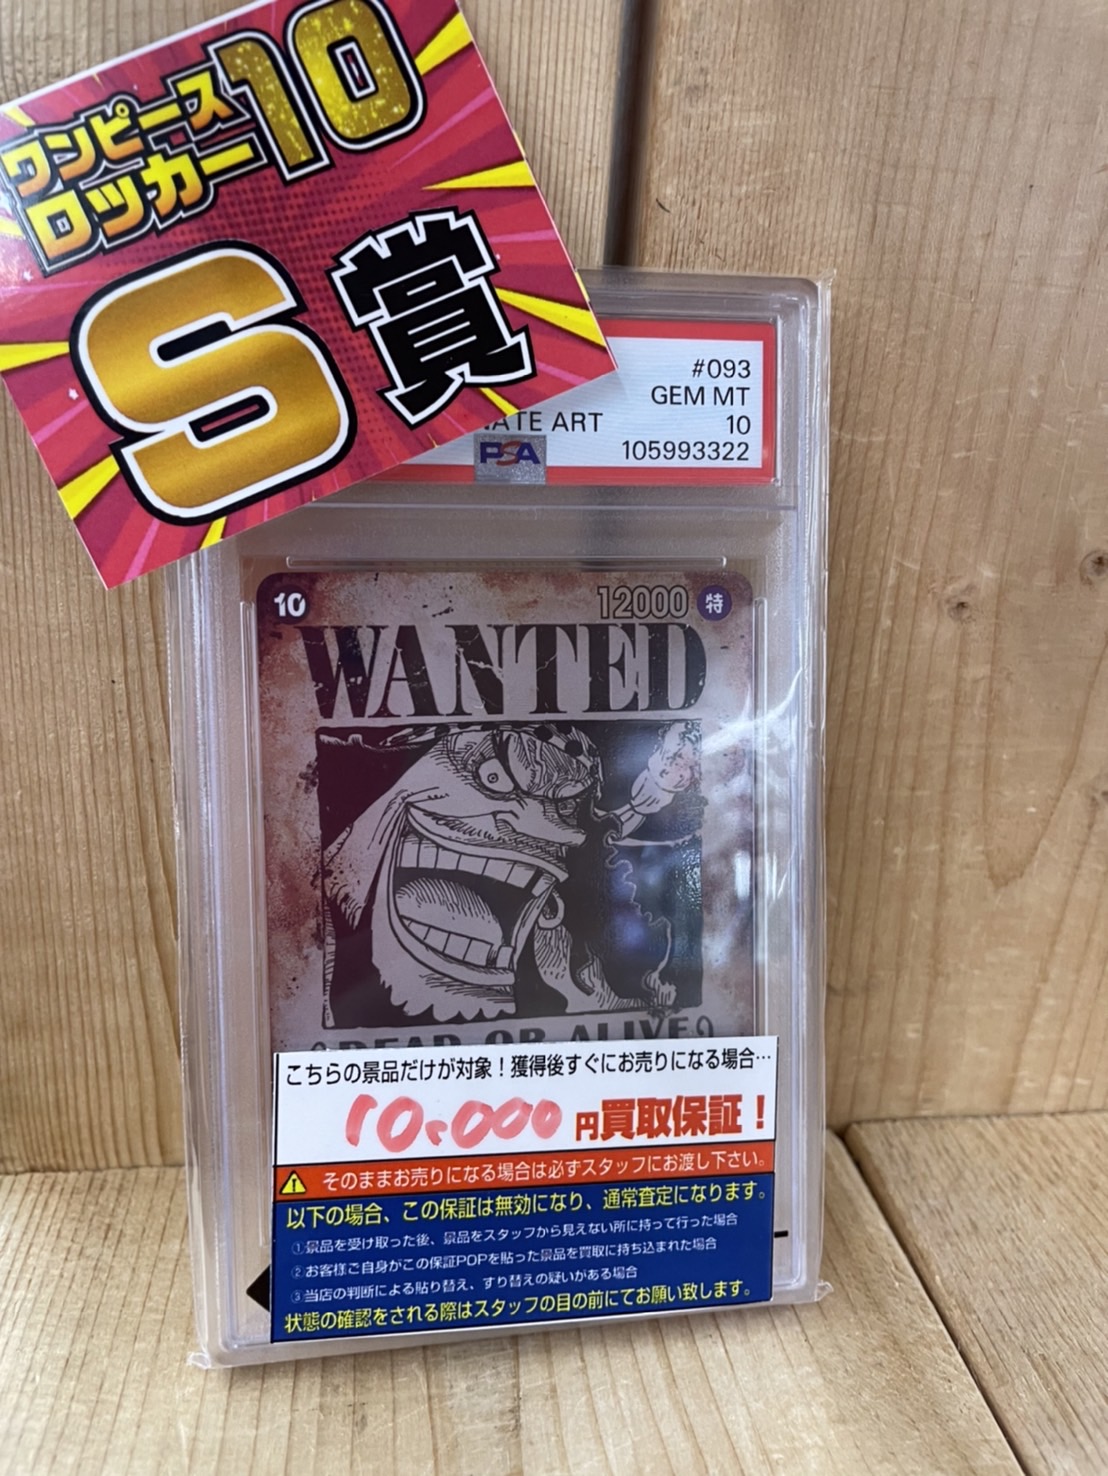 ワンピース
ロッカー10
S賞
#093
GEM MT
NATE ART
10
PSA
105993322
10
12000
特
WANTED
DEAD OR ALIVE
こちらの景品だけが対象！獲得後すぐにお売りになる場合…
10,000円買取保証！
そのままお売りになる場合は必ずスタッフにお渡し下さい。
以下の場合、この保証は無効になり、通常査定になります。
①景品を受け取った後、景品をスタッフから見えない所に持って行った場合
②お客様ご自身がこの保証POPを貼った景品を買取に持ち込まれた場合
③当店の判断による貼り替え、すり替えの疑いがある場合
状態の確認をされる際はスタッフの目の前にてお願い致します。